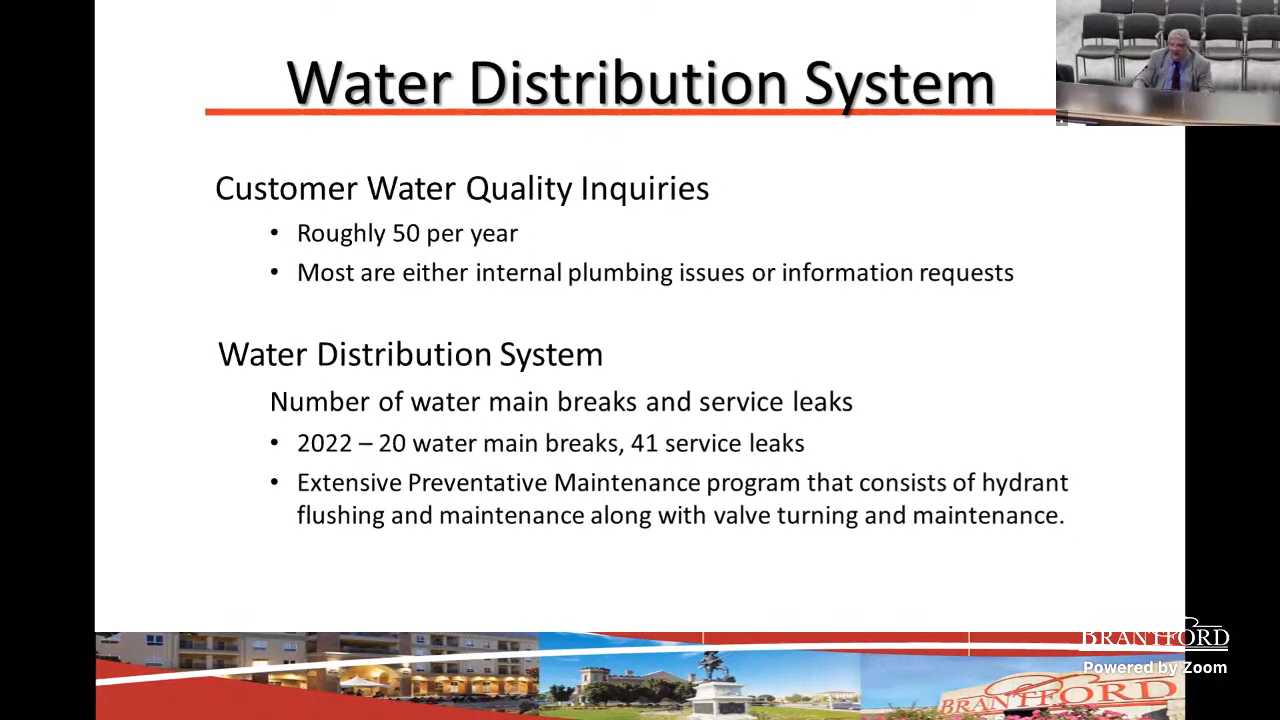 Water Distribution System
Customer Water Quality Inquiries
• Roughly 50 per year
• Most are either internal plumbing issues or information requests
Water Distribution System
Number of water main breaks and service leaks
• 2022 – 20 water main breaks, 41 service leaks
• Extensive Preventative Maintenance program that consists of hydrant
flushing and maintenance along with valve turning and maintenance.
BRANTFORD
Powered by Zoom
BRANTFORD